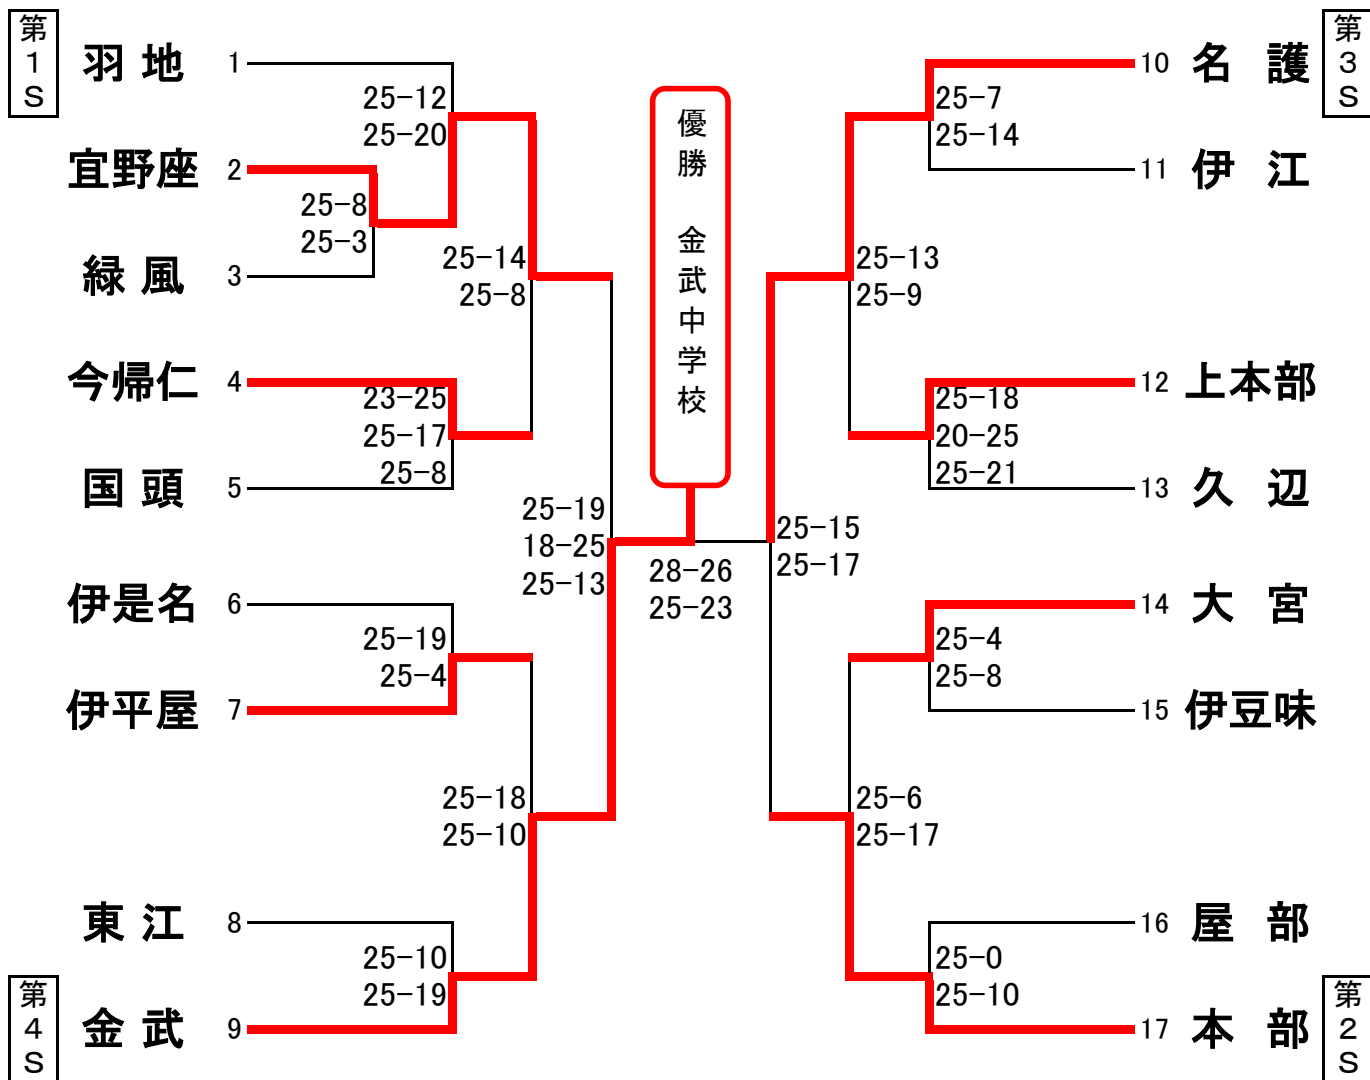 第1S
羽地 1
25-12
25-20
宜野座 2
25-8
25-3
緑風 3
25-14
25-8
今帰仁 4
23-25
25-17
25-8
国頭 5
25-19
18-25
25-13
伊是名 6
25-19
25-4
伊平屋 7
25-18
25-10
東江 8
25-10
25-19
第4S
金武 9
優勝 金武中学校
28-26
25-23
第3S
10 名護
25-7
25-14
11 伊江
25-13
25-9
12 上本部
25-18
20-25
25-21
13 久辺
25-15
25-17
14 大宮
25-4
25-8
15 伊豆味
25-6
25-17
16 屋部
25-0
25-10
17 本部
第2S